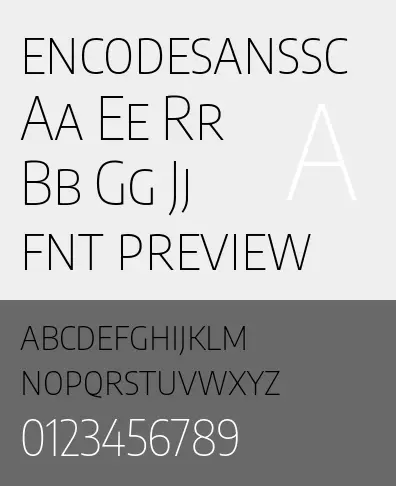 ENCODESANSSC
AA EE RR
A
BB GG JJ
FNT PREVIEW
ABCDEFGHIJKLM
NOPQRSTUVWXYZ
0123456789